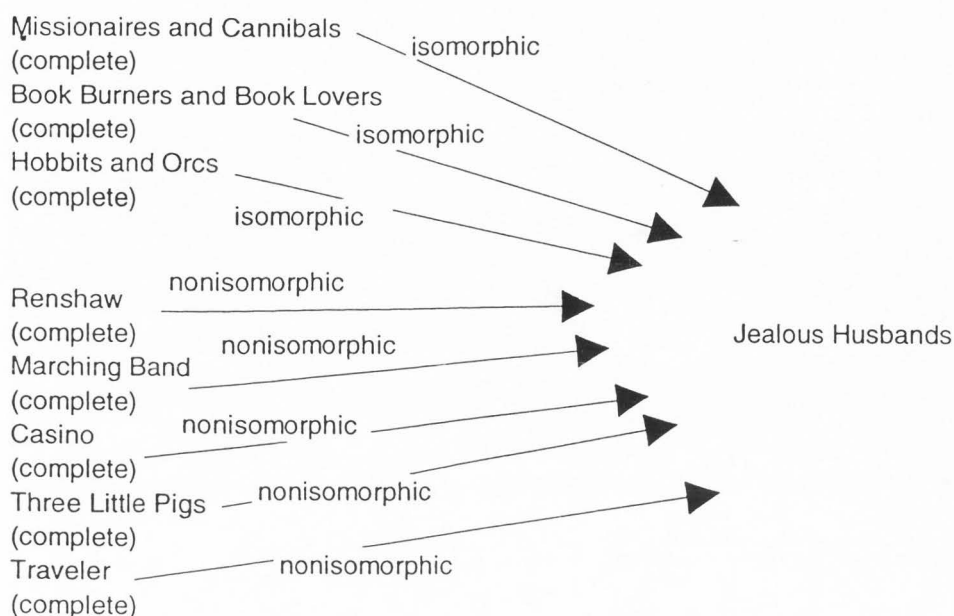 Missionaires and Cannibals
isomorphic
(complete)
Book Burners and Book Lovers
(complete)
isomorphic
Hobbits and Orcs
(complete)
isomorphic
nonisomorphic
Renshaw
(complete)
nonisomorphic
Jealous Husbands
Marching Band
(complete)
nonisomorphic
Casino
(complete)
nonisomorphic
Three Little Pigs
(complete)
nonisomorphic
Traveler
(complete)